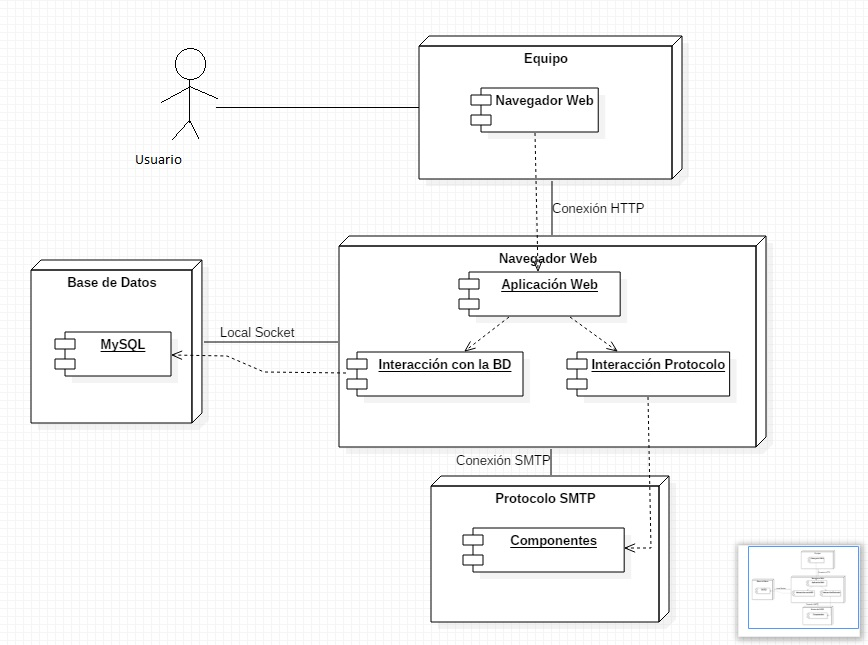 Equipo
Navegador Web
Usuario
Conexión HTTP
Navegador Web
Aplicación Web
Base de Datos
MySQL
Local Socket
Interacción con la BD
Interacción Protocolo
Conexión SMTP
Protocolo SMTP
Componentes